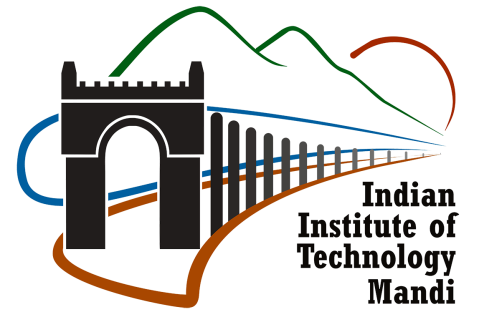 Indian
Institute of
Technology
Mandi